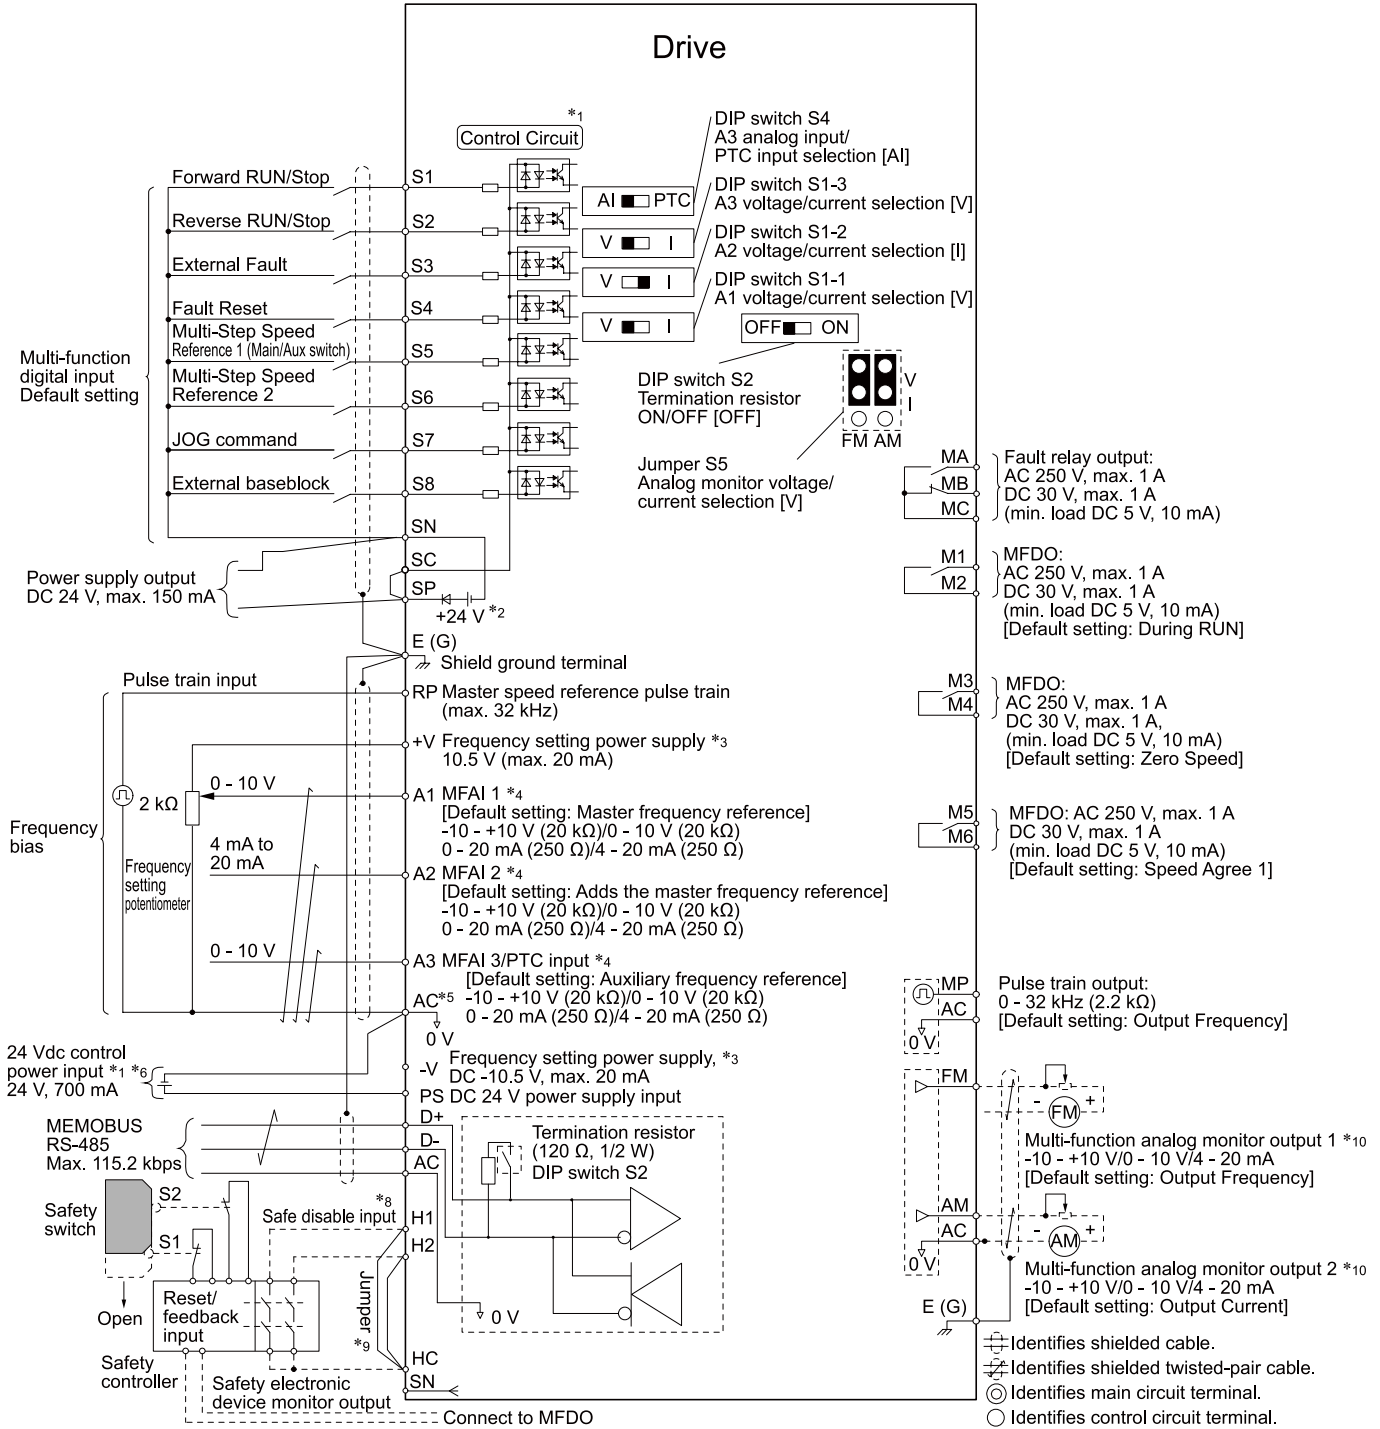 Drive
*1
Control Circuit
DIP switch S4
A3 analog input/
PTC input selection [AI]
AI PTC
DIP switch S1-3
A3 voltage/current selection [V]
V I
DIP switch S1-2
A2 voltage/current selection [I]
V I
DIP switch S1-1
A1 voltage/current selection [V]
V I
OFF ON
DIP switch S2
Termination resistor
ON/OFF [OFF]
V
I
FM AM
Jumper S5
Analog monitor voltage/
current selection [V]
Multi-function
digital input
Default setting
Forward RUN/Stop
S1
Reverse RUN/Stop
S2
External Fault
S3
Fault Reset
S4
Multi-Step Speed
Reference 1 (Main/Aux switch)
S5
Multi-Step Speed
Reference 2
S6
JOG command
S7
External baseblock
S8
SN
SC
SP
Power supply output
DC 24 V, max. 150 mA
+24 V *2
E (G)
Shield ground terminal
Pulse train input
RP Master speed reference pulse train
(max. 32 kHz)
+V Frequency setting power supply *3
10.5 V (max. 20 mA)
Frequency
bias
2 kΩ
0 - 10 V
Frequency
setting
potentiometer
A1 MFAI 1 *4
[Default setting: Master frequency reference]
-10 - +10 V (20 kΩ)/0 - 10 V (20 kΩ)
0 - 20 mA (250 Ω)/4 - 20 mA (250 Ω)
4 mA to
20 mA
A2 MFAI 2 *4
[Default setting: Adds the master frequency reference]
-10 - +10 V (20 kΩ)/0 - 10 V (20 kΩ)
0 - 20 mA (250 Ω)/4 - 20 mA (250 Ω)
0 - 10 V
A3 MFAI 3/PTC input *4
[Default setting: Auxiliary frequency reference]
-10 - +10 V (20 kΩ)/0 - 10 V (20 kΩ)
0 - 20 mA (250 Ω)/4 - 20 mA (250 Ω)
AC*5
0 V
-V Frequency setting power supply, *3
DC -10.5 V, max. 20 mA
24 Vdc control
power input *1 *6
24 V, 700 mA
PS DC 24 V power supply input
MEMOBUS
RS-485
Max. 115.2 kbps
D+
D-
AC
Termination resistor
(120 Ω, 1/2 W)
DIP switch S2
0 V
Safety
switch
S2
S1
Open
*8
Safe disable input
H1
H2
Jumper *9
HC
SN
Reset/
feedback
input
Safety
controller
Safety electronic
device monitor output
Connect to MFDO
MA
MB
MC
Fault relay output:
AC 250 V, max. 1 A
DC 30 V, max. 1 A
(min. load DC 5 V, 10 mA)
M1
M2
MFDO:
AC 250 V, max. 1 A
DC 30 V, max. 1 A
(min. load DC 5 V, 10 mA)
[Default setting: During RUN]
M3
M4
MFDO:
AC 250 V, max. 1 A
DC 30 V, max. 1 A,
(min. load DC 5 V, 10 mA)
[Default setting: Zero Speed]
M5
M6
MFDO: AC 250 V, max. 1 A
DC 30 V, max. 1 A
(min. load DC 5 V, 10 mA)
[Default setting: Speed Agree 1]
MP
AC
0 V
Pulse train output:
0 - 32 kHz (2.2 kΩ)
[Default setting: Output Frequency]
FM
- +
FM
Multi-function analog monitor output 1 *10
-10 - +10 V/0 - 10 V/4 - 20 mA
[Default setting: Output Frequency]
AM
AC
0 V
- +
AM
Multi-function analog monitor output 2 *10
-10 - +10 V/0 - 10 V/4 - 20 mA
[Default setting: Output Current]
E (G)
Identifies shielded cable.
Identifies shielded twisted-pair cable.
Identifies main circuit terminal.
Identifies control circuit terminal.